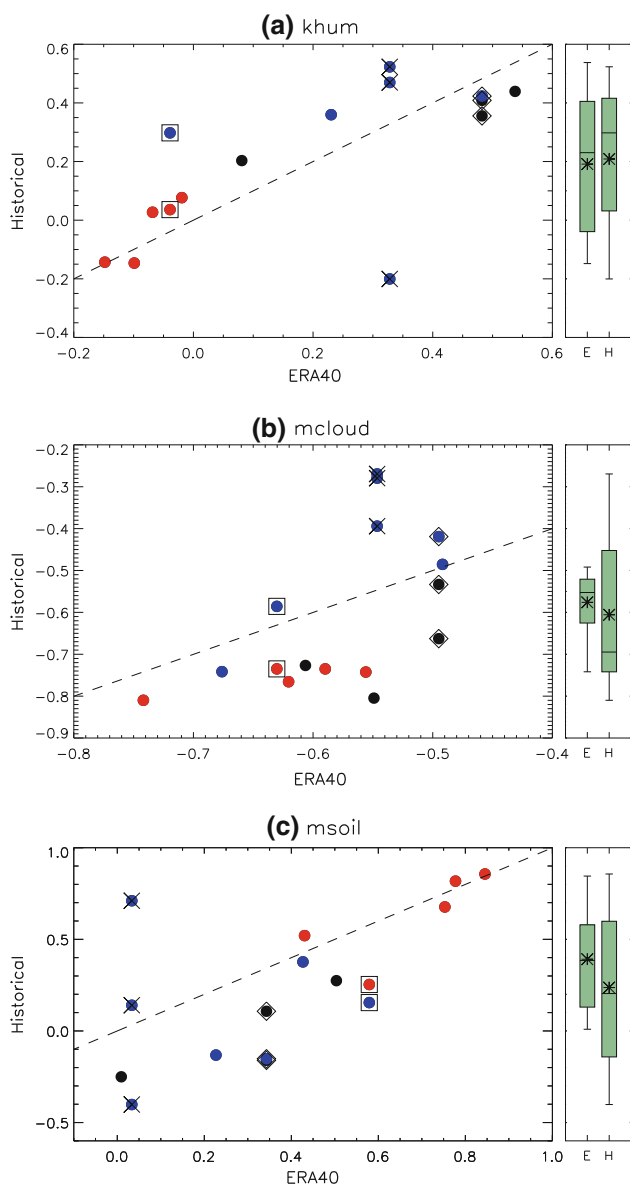 (a) khum
0.6
0.4
0.2
0.0
−0.2
−0.4
Historical
−0.2 0.0 0.2 0.4 0.6
ERA40
E H
(b) mcloud
−0.2
−0.3
−0.4
−0.5
−0.6
−0.7
−0.8
−0.9
Historical
−0.8 −0.7 −0.6 −0.5 −0.4
ERA40
E H
(c) msoil
1.0
0.5
0.0
−0.5
Historical
0.0 0.2 0.4 0.6 0.8 1.0
ERA40
E H